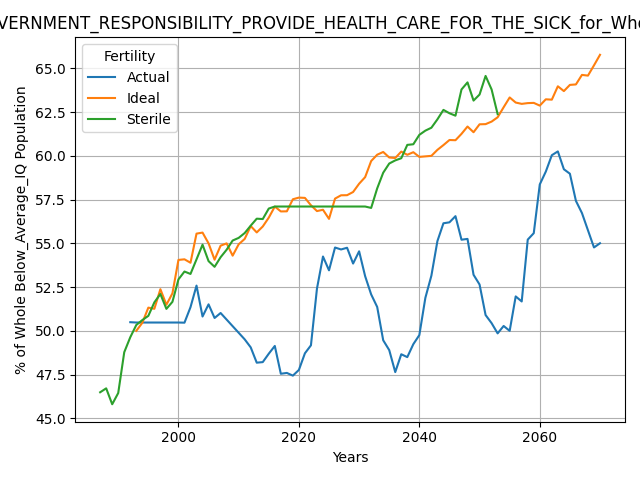 VERNMENT_RESPONSIBILITY_PROVIDE_HEALTH_CARE_FOR_THE_SICK_for_Who
Fertility
Actual
Ideal
Sterile
% of Whole Below_Average_IQ Population
65.0
62.5
60.0
57.5
55.0
52.5
50.0
47.5
45.0
2000
2020
2040
2060
Years